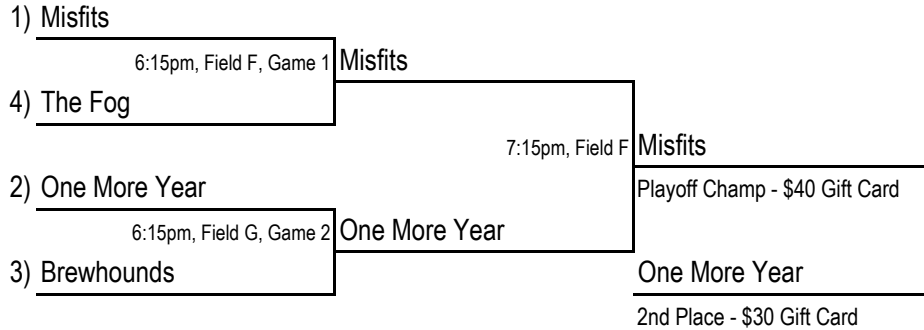 1) Misfits
6:15pm, Field F, Game 1
Misfits
4) The Fog
7:15pm, Field F
Misfits
Playoff Champ - $40 Gift Card
2) One More Year
6:15pm, Field G, Game 2
One More Year
3) Brewhounds
One More Year
2nd Place - $30 Gift Card